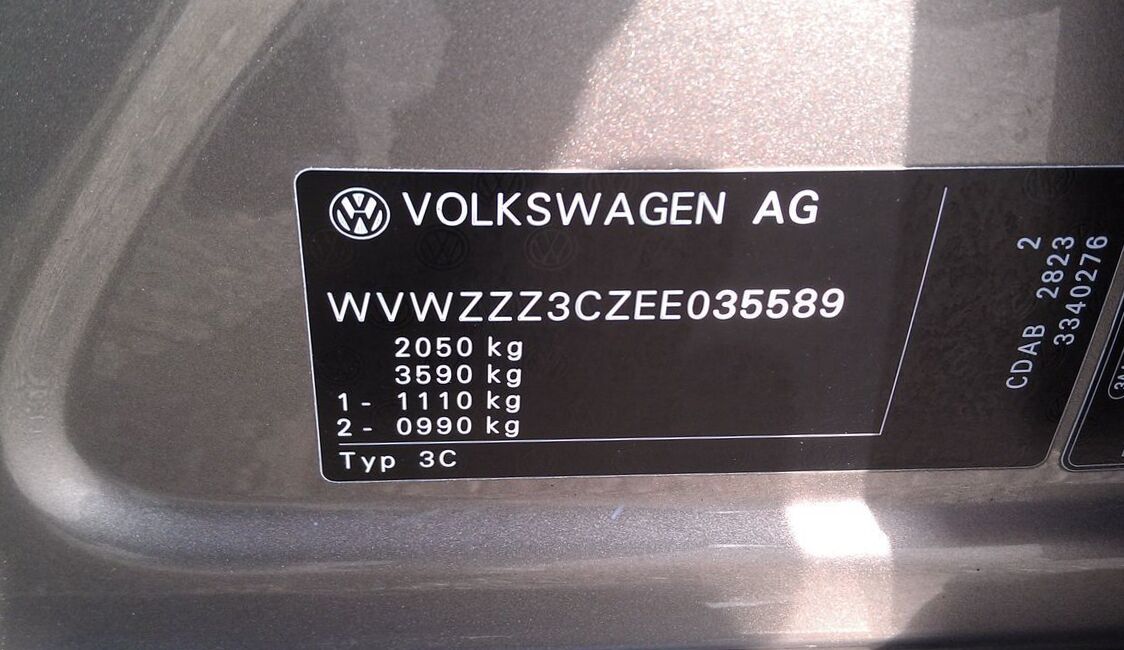 VOLKSWAGEN AG
WVWZZZ3CZEE035589
2050 kg
3590 kg
1 - 1110 kg
2 - 0990 kg
Typ 3C
2
CDAB 2823
3340276